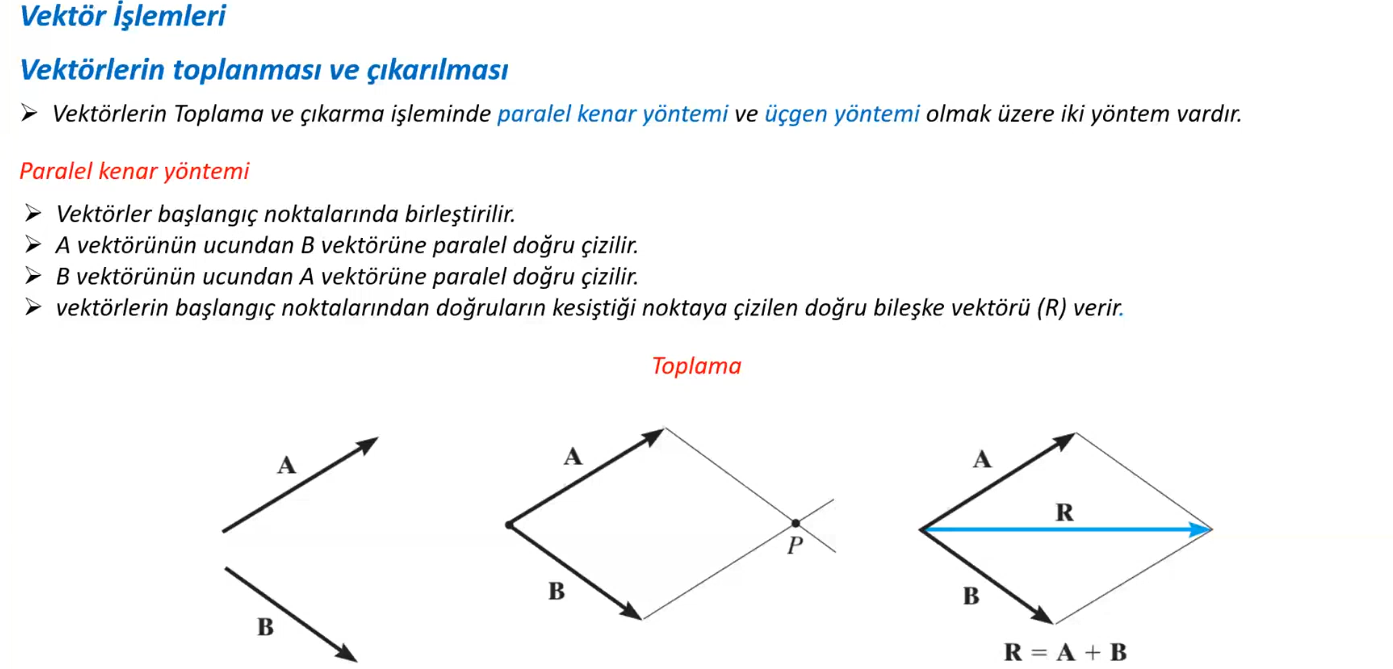 Vektör İşlemleri
Vektörlerin toplanması ve çıkarılması
➢ Vektörlerin Toplama ve çıkarma işleminde paralel kenar yöntemi ve üçgen yöntemi olmak üzere iki yöntem vardır.
Paralel kenar yöntemi
➢ Vektörler başlangıç noktalarında birleştirilir.
➢ A vektörünün ucundan B vektörüne paralel doğru çizilir.
➢ B vektörünün ucundan A vektörüne paralel doğru çizilir.
➢ vektörlerin başlangıç noktalarından doğruların kesiştiği noktaya çizilen doğru bileşke vektörü (R) verir.
Toplama
A
B
A
B
P
A
R
B
R = A + B